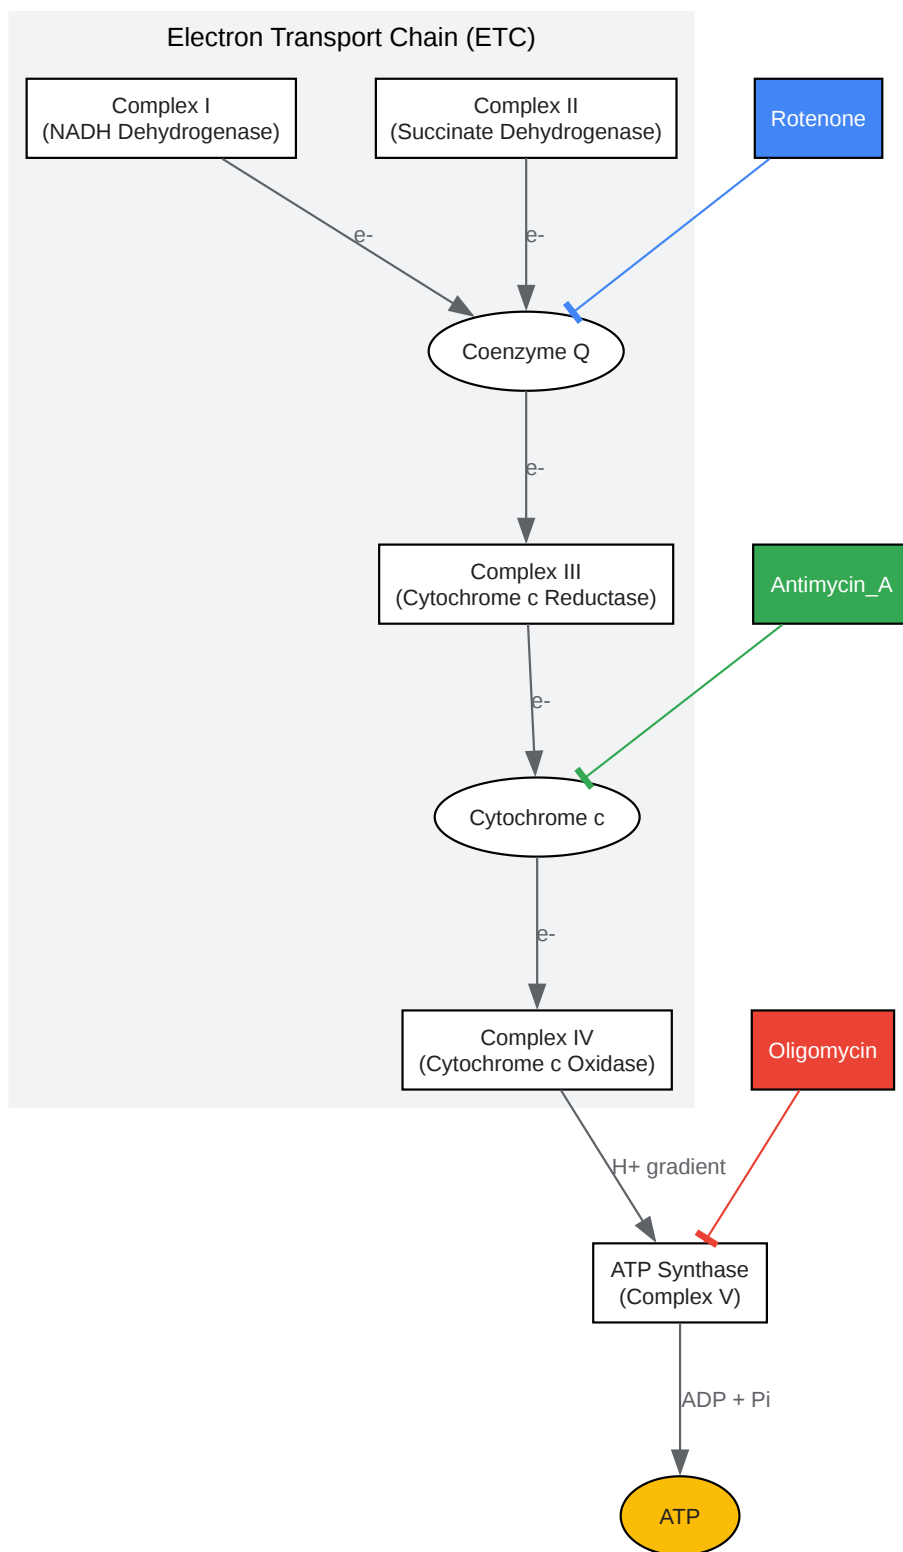 Electron Transport Chain (ETC)
Complex I
(NADH Dehydrogenase)
Complex II
(Succinate Dehydrogenase)
Rotenone
e-
e-
Coenzyme Q
e-
Complex III
(Cytochrome c Reductase)
Antimycin_A
e-
Cytochrome c
e-
Complex IV
(Cytochrome c Oxidase)
Oligomycin
H+ gradient
ATP Synthase
(Complex V)
ADP + Pi
ATP